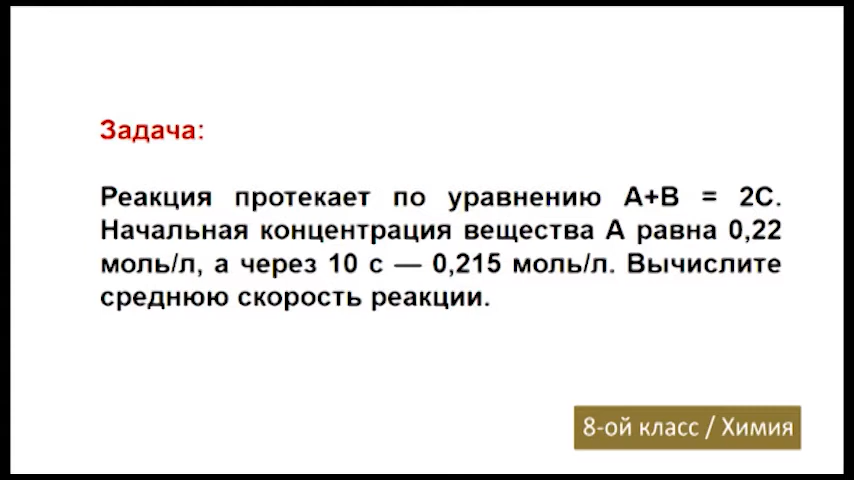 Задача:
Реакция протекает по уравнению А+В = 2С.
Начальная концентрация вещества А равна 0,22
моль/л, а через 10 с — 0,215 моль/л. Вычислите
среднюю скорость реакции.
8-ой класс / Химия